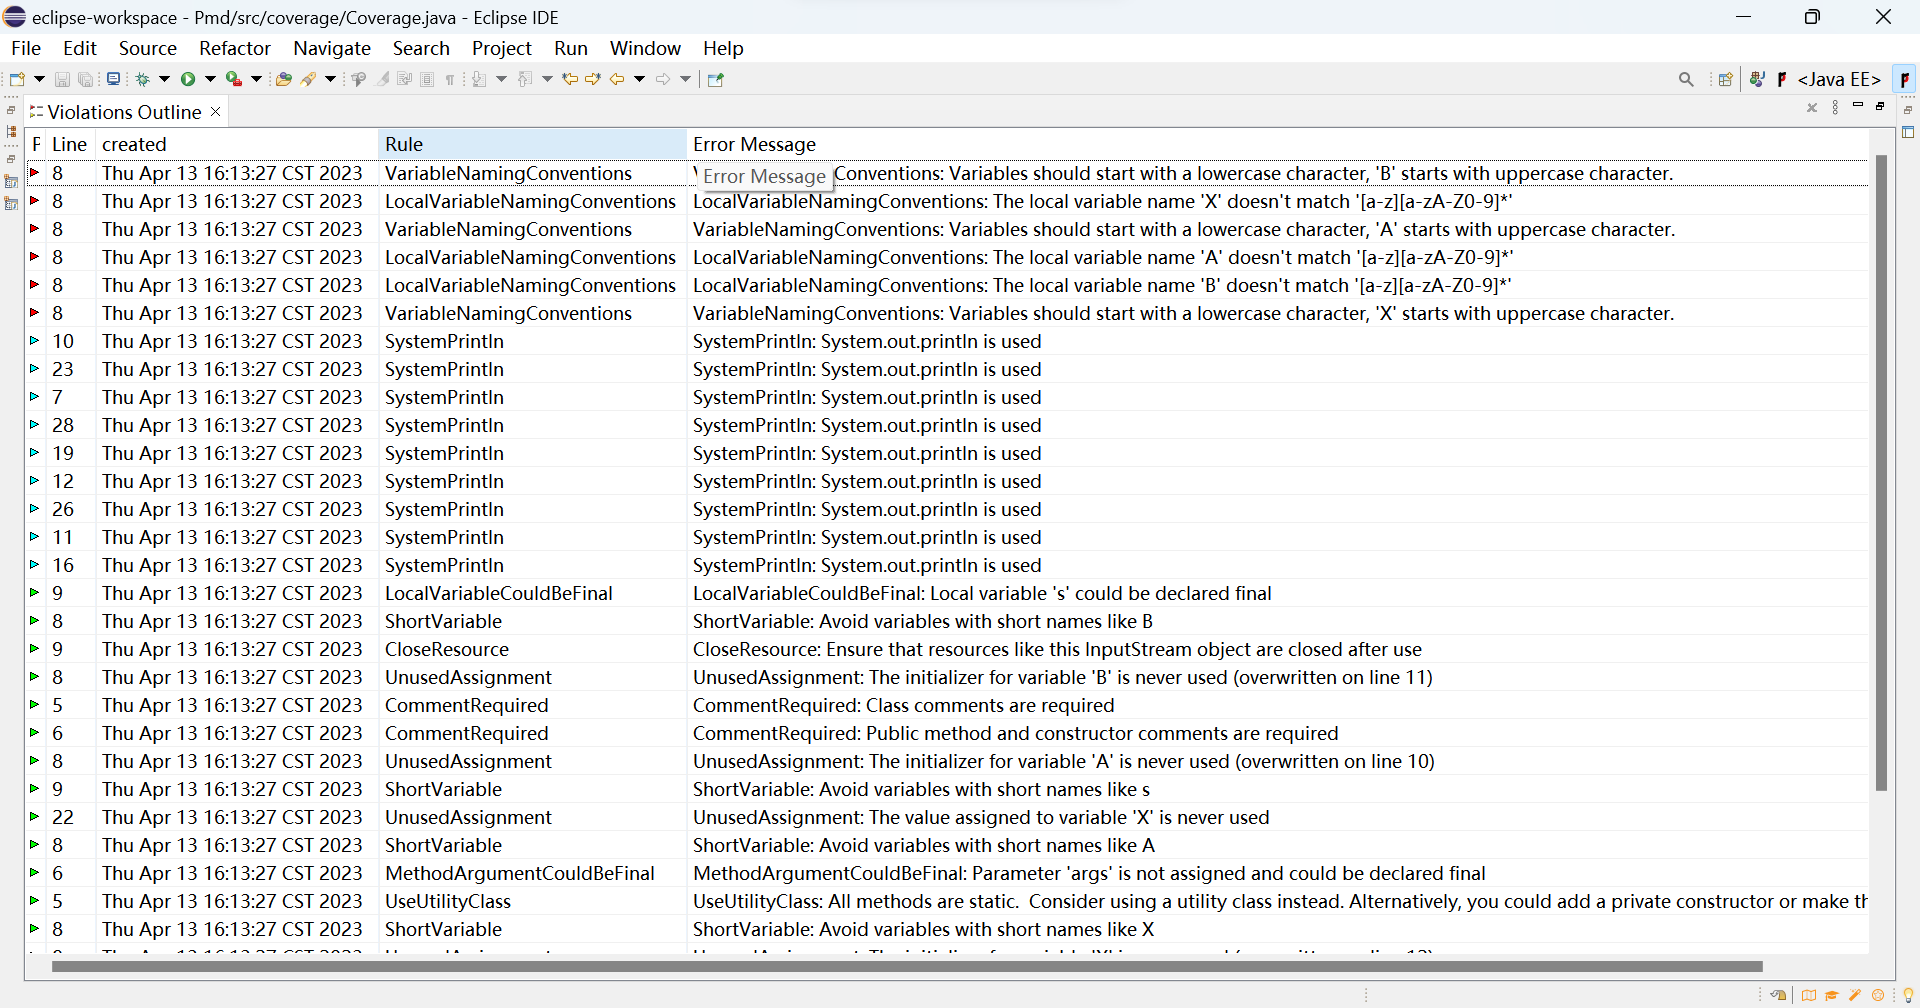 eclipse-workspace - Pmd/src/coverage/Coverage.java - Eclipse IDE
File Edit Source Refactor Navigate Search Project Run Window Help
<Java EE>
Violations Outline
Line created Rule Error Message
8 Thu Apr 13 16:13:27 CST 2023 VariableNamingConventions Conventions: Variables should start with a lowercase character, 'B' starts with uppercase character.
Error Message
8 Thu Apr 13 16:13:27 CST 2023 LocalVariableNamingConventions LocalVariableNamingConventions: The local variable name 'X' doesn't match '[a-z][a-zA-Z0-9]*'
8 Thu Apr 13 16:13:27 CST 2023 VariableNamingConventions VariableNamingConventions: Variables should start with a lowercase character, 'A' starts with uppercase character.
8 Thu Apr 13 16:13:27 CST 2023 LocalVariableNamingConventions LocalVariableNamingConventions: The local variable name 'A' doesn't match '[a-z][a-zA-Z0-9]*'
8 Thu Apr 13 16:13:27 CST 2023 LocalVariableNamingConventions LocalVariableNamingConventions: The local variable name 'B' doesn't match '[a-z][a-zA-Z0-9]*'
8 Thu Apr 13 16:13:27 CST 2023 VariableNamingConventions VariableNamingConventions: Variables should start with a lowercase character, 'X' starts with uppercase character.
10 Thu Apr 13 16:13:27 CST 2023 SystemPrintln SystemPrintln: System.out.println is used
23 Thu Apr 13 16:13:27 CST 2023 SystemPrintln SystemPrintln: System.out.println is used
7 Thu Apr 13 16:13:27 CST 2023 SystemPrintln SystemPrintln: System.out.println is used
28 Thu Apr 13 16:13:27 CST 2023 SystemPrintln SystemPrintln: System.out.println is used
19 Thu Apr 13 16:13:27 CST 2023 SystemPrintln SystemPrintln: System.out.println is used
12 Thu Apr 13 16:13:27 CST 2023 SystemPrintln SystemPrintln: System.out.println is used
26 Thu Apr 13 16:13:27 CST 2023 SystemPrintln SystemPrintln: System.out.println is used
11 Thu Apr 13 16:13:27 CST 2023 SystemPrintln SystemPrintln: System.out.println is used
16 Thu Apr 13 16:13:27 CST 2023 SystemPrintln SystemPrintln: System.out.println is used
9 Thu Apr 13 16:13:27 CST 2023 LocalVariableCouldBeFinal LocalVariableCouldBeFinal: Local variable 's' could be declared final
8 Thu Apr 13 16:13:27 CST 2023 ShortVariable ShortVariable: Avoid variables with short names like B
9 Thu Apr 13 16:13:27 CST 2023 CloseResource CloseResource: Ensure that resources like this InputStream object are closed after use
8 Thu Apr 13 16:13:27 CST 2023 UnusedAssignment UnusedAssignment: The initializer for variable 'B' is never used (overwritten on line 11)
5 Thu Apr 13 16:13:27 CST 2023 CommentRequired CommentRequired: Class comments are required
6 Thu Apr 13 16:13:27 CST 2023 CommentRequired CommentRequired: Public method and constructor comments are required
8 Thu Apr 13 16:13:27 CST 2023 UnusedAssignment UnusedAssignment: The initializer for variable 'A' is never used (overwritten on line 10)
9 Thu Apr 13 16:13:27 CST 2023 ShortVariable ShortVariable: Avoid variables with short names like s
22 Thu Apr 13 16:13:27 CST 2023 UnusedAssignment UnusedAssignment: The value assigned to variable 'X' is never used
8 Thu Apr 13 16:13:27 CST 2023 ShortVariable ShortVariable: Avoid variables with short names like A
6 Thu Apr 13 16:13:27 CST 2023 MethodArgumentCouldBeFinal MethodArgumentCouldBeFinal: Parameter 'args' is not assigned and could be declared final
5 Thu Apr 13 16:13:27 CST 2023 UseUtilityClass UseUtilityClass: All methods are static. Consider using a utility class instead. Alternatively, you could add a private constructor or make
8 Thu Apr 13 16:13:27 CST 2023 ShortVariable ShortVariable: Avoid variables with short names like X